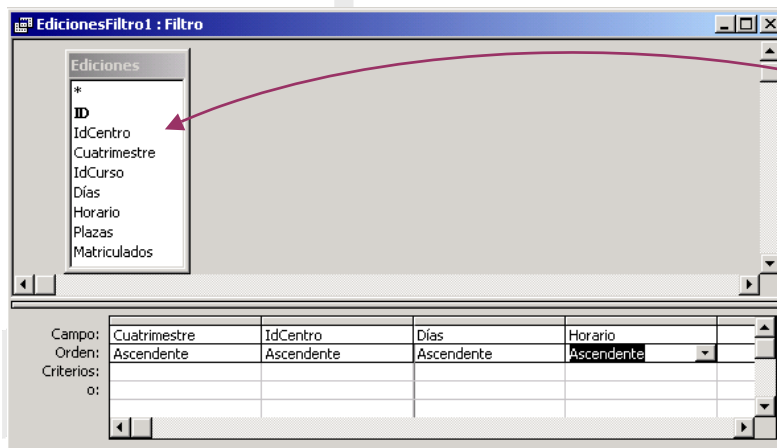 EdicionesFiltro1 : Filtro
Ediciones
*
ID
IdCentro
Cuatrimestre
IdCurso
Días
Horario
Plazas
Matriculados
Campo: Cuatrimestre IdCentro Días Horario
Orden: Ascendente Ascendente Ascendente Ascendente
Criterios:
o: